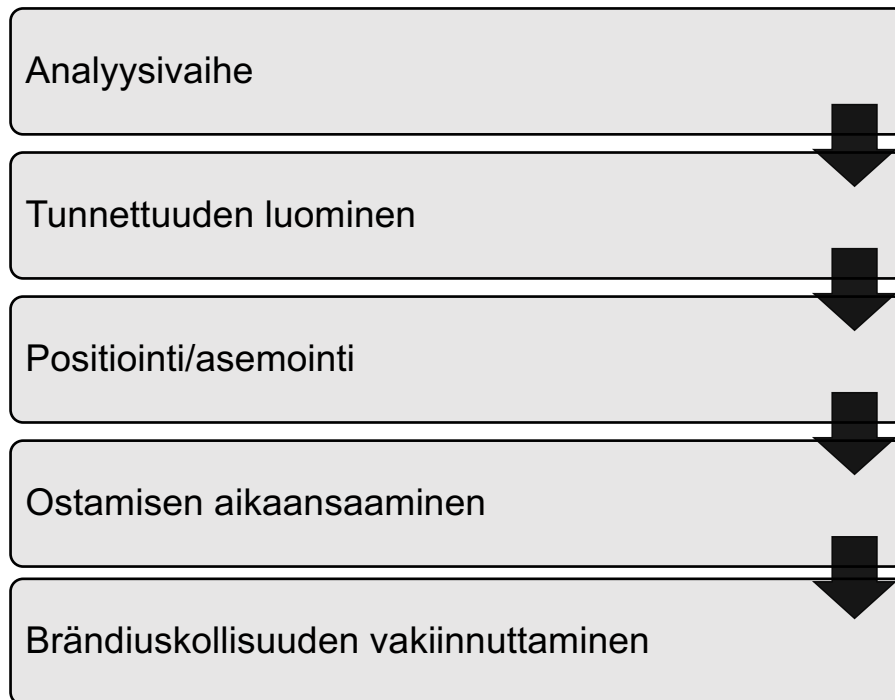 Analyysivaihe
Tunnettuuden luominen
Positiointi/asemointi
Ostamisen aikaansaaminen
Brändiuskollisuuden vakiinnuttaminen